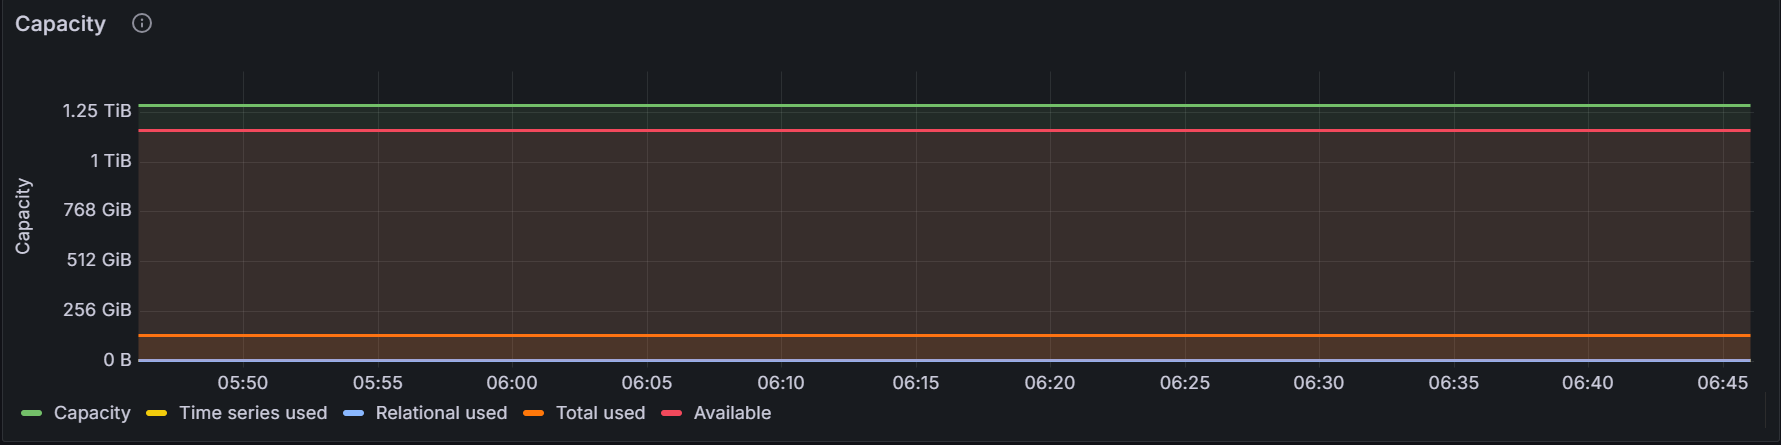 Capacity
1.25 TiB
1 TiB
768 GiB
512 GiB
256 GiB
0 B
Capacity
05:50 05:55 06:00 06:05 06:10 06:15 06:20 06:25 06:30 06:35 06:40 06:45
Capacity Time series used Relational used Total used Available